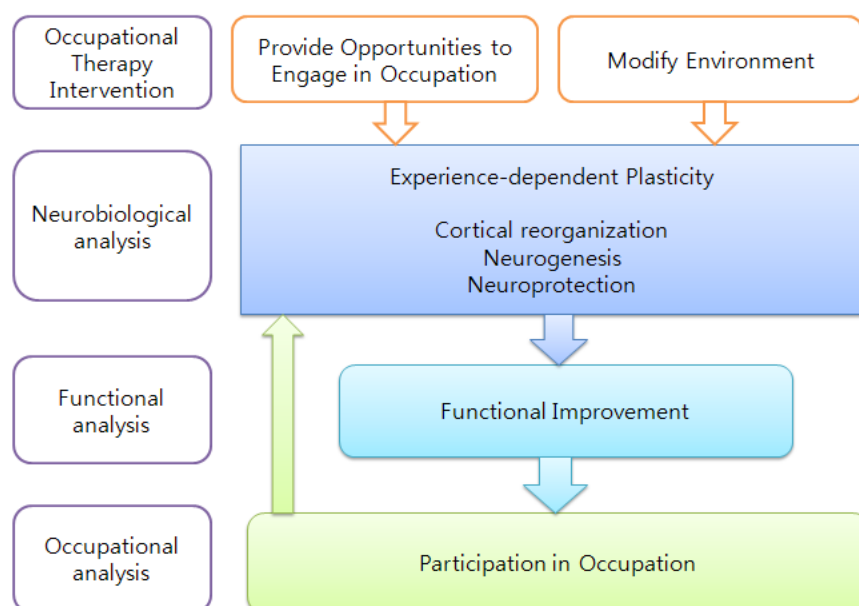 Occupational
Therapy
Intervention
Provide Opportunities to
Engage in Occupation
Modify Environment
Neurobiological
analysis
Experience-dependent Plasticity
Cortical reorganization
Neurogenesis
Neuroprotection
Functional
analysis
Functional Improvement
Occupational
analysis
Participation in Occupation